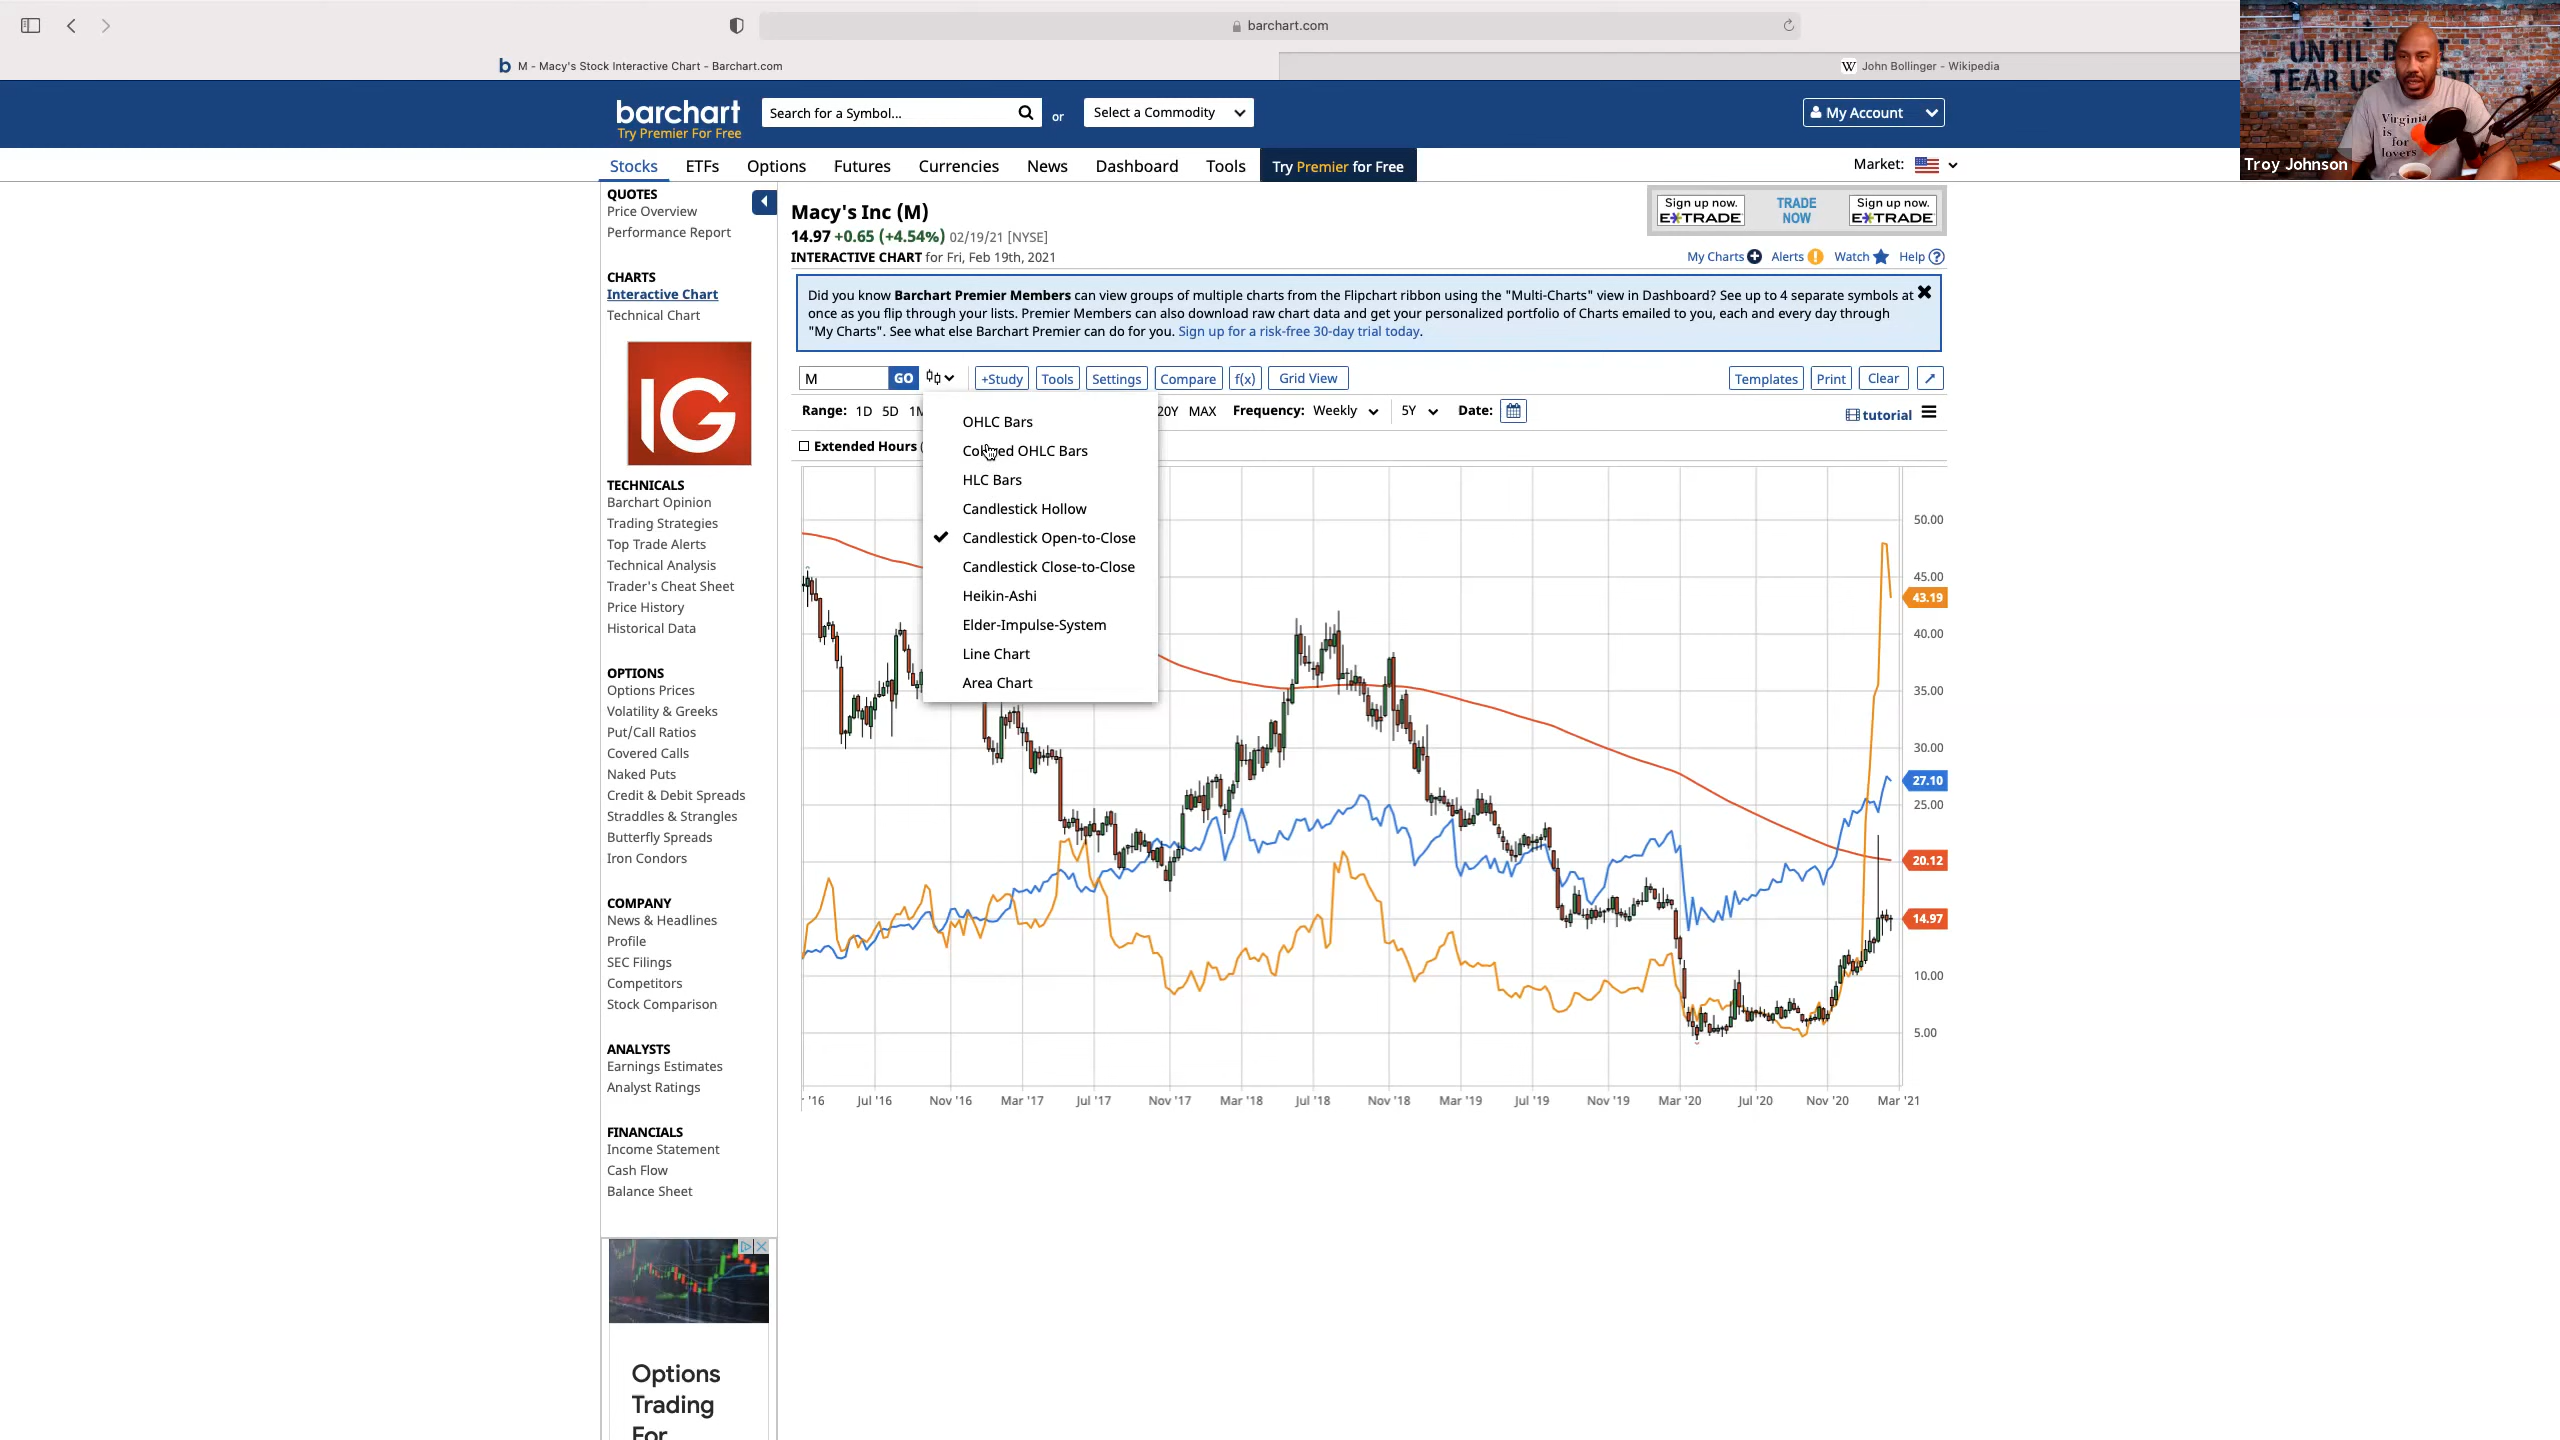 barchart.com
M - Macy's Stock Interactive Chart - Barchart.com
John Bollinger - Wikipedia
barchart
Try Premier For Free
Search for a Symbol...
or
Select a Commodity
My Account
Troy Johnson
Virginia
is
for
lovers
Stocks
ETFs
Options
Futures
Currencies
News
Dashboard
Tools
Try Premier for Free
Market:
QUOTES
Price Overview
Performance Report
CHARTS
Interactive Chart
Technical Chart
IG
TECHNICALS
Barchart Opinion
Trading Strategies
Top Trade Alerts
Technical Analysis
Trader's Cheat Sheet
Price History
Historical Data
OPTIONS
Options Prices
Volatility & Greeks
Put/Call Ratios
Covered Calls
Naked Puts
Credit & Debit Spreads
Straddles & Strangles
Butterfly Spreads
Iron Condors
COMPANY
News & Headlines
Profile
SEC Filings
Competitors
Stock Comparison
ANALYSTS
Earnings Estimates
Analyst Ratings
FINANCIALS
Income Statement
Cash Flow
Balance Sheet
Options
Trading
For
Macy's Inc (M)
14.97 +0.65 (+4.54%) 02/19/21 [NYSE]
INTERACTIVE CHART for Fri, Feb 19th, 2021
Sign up now.
E*TRADE
TRADE
NOW
Sign up now.
E*TRADE
My Charts
Alerts
Watch
Help
Did you know Barchart Premier Members can view groups of multiple charts from the Flipchart ribbon using the "Multi-Charts" view in Dashboard? See up to 4 separate symbols at
once as you flip through your lists. Premier Members can also download raw chart data and get your personalized portfolio of Charts emailed to you, each and every day through
"My Charts". See what else Barchart Premier can do for you. Sign up for a risk-free 30-day trial today.
M
GO
+Study
Tools
Settings
Compare
f(x)
Grid View
Templates
Print
Clear
Range: 1D 5D 20Y MAX
Frequency: Weekly
5Y
Date:
tutorial
Extended Hours
OHLC Bars
Colored OHLC Bars
HLC Bars
Candlestick Hollow
Candlestick Open-to-Close
Candlestick Close-to-Close
Heikin-Ashi
Elder-Impulse-System
Line Chart
Area Chart
50.00
45.00
43.19
40.00
35.00
30.00
27.10
25.00
20.12
14.97
10.00
5.00
'16
Jul '16
Nov '16
Mar '17
Jul '17
Nov '17
Mar '18
Jul '18
Nov '18
Mar '19
Jul '19
Nov '19
Mar '20
Jul '20
Nov '20
Mar '21